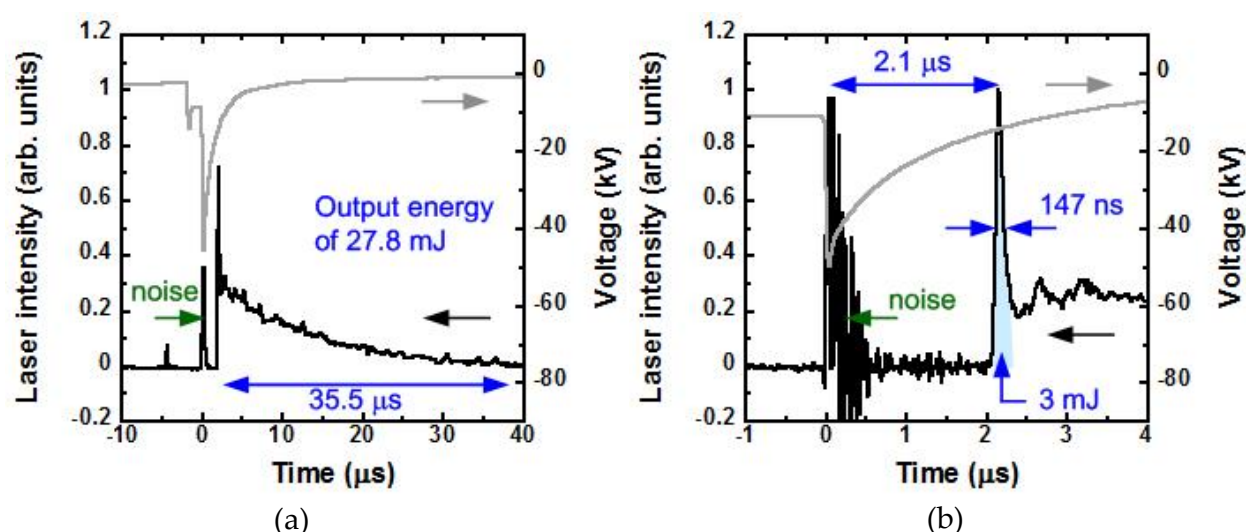 1.2
1
0.8
0.6
0.4
0.2
0
-0.2
Laser intensity (arb. units)
0
-20
-40
-60
-80
Voltage (kV)
Output energy
of 27.8 mJ
noise
35.5 μs
-10 0 10 20 30 40
Time (μs)
(a)
1.2
1
0.8
0.6
0.4
0.2
0
-0.2
Laser intensity (arb. units)
0
-20
-40
-60
-80
Voltage (kV)
2.1 μs
147 ns
noise
3 mJ
-1 0 1 2 3 4
Time (μs)
(b)